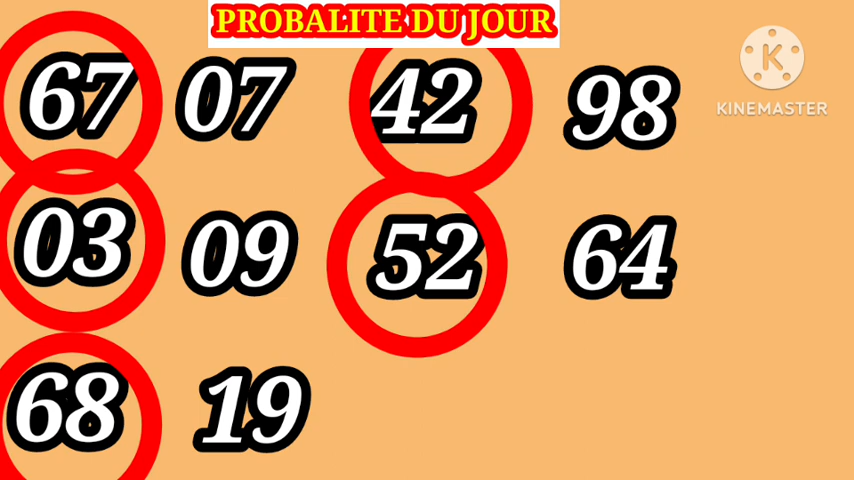 PROBALITE DU JOUR
67 07 42 98
KINEMASTER
03 09 52 64
68 19